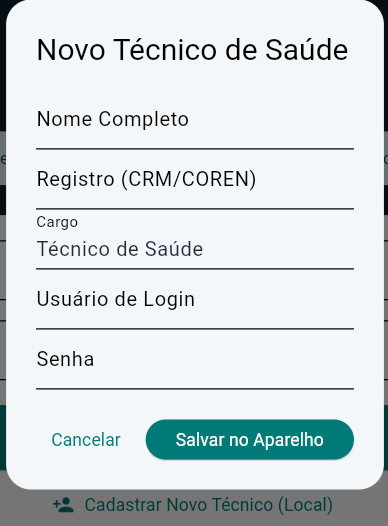 Novo Técnico de Saúde
Nome Completo
Registro (CRM/COREN)
Cargo
Técnico de Saúde
Usuário de Login
Senha
Cancelar
Salvar no Aparelho
Cadastrar Novo Técnico (Local)